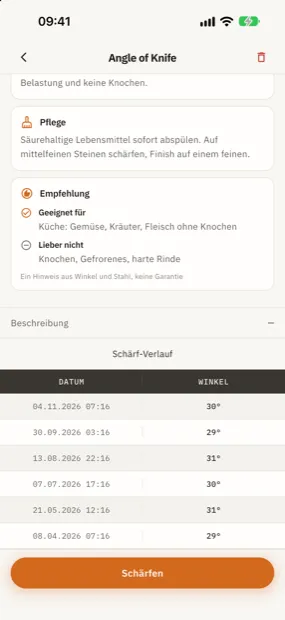 09:41
Angle of Knife
Belastung und keine Knochen.
Pflege
Säurehaltige Lebensmittel sofort abspülen. Auf
mittelfeinen Steinen schärfen, Finish auf einem feinen.
Empfehlung
Geeignet für
Küche: Gemüse, Kräuter, Fleisch ohne Knochen
Lieber nicht
Knochen, Gefrorenes, harte Rinde
Ein Hinweis aus Winkel und Stahl, keine Garantie
Beschreibung
Schärf-Verlauf
DATUM WINKEL
04.11.2026 07:16 30°
30.09.2026 03:16 29°
13.08.2026 22:16 31°
07.07.2026 17:16 30°
21.05.2026 12:16 31°
08.04.2026 07:16 29°
Schärfen